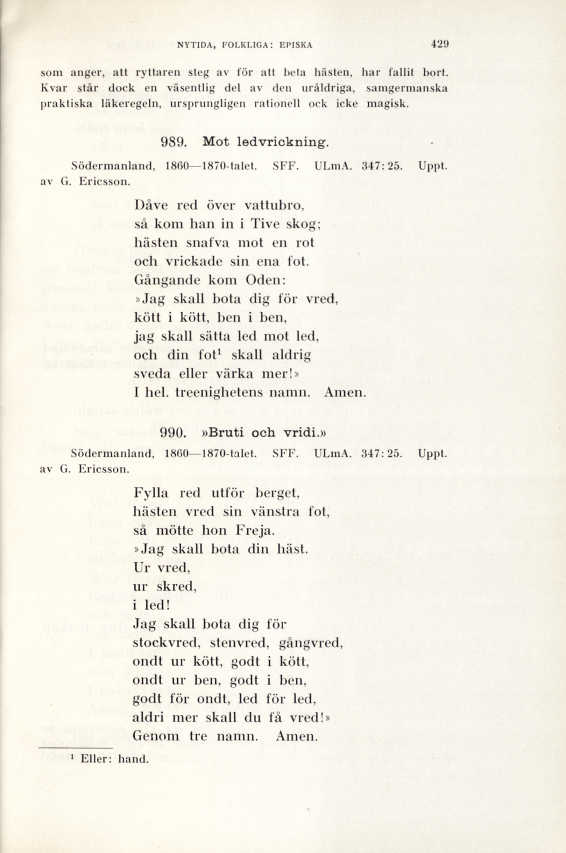 NYTIDA, FOLKLIGA: EPISKA 429
som anger, att ryttaren steg av för att beta hästen, har fallit bort.
Kvar står dock en väsentlig del av den uråldriga, samgermanska
praktiska läkeregeln, ursprungligen rationell ock icke magisk.
989. Mot ledvrickning.
Södermanland, 1860—1870-talet. SFF. ULmA. 347: 25. Uppt.
av G. Ericsson.
Dåve red över vattubro,
så kom han in i Tive skog;
hästen snafva mot en rot
och vrickade sin ena fot.
Gångande kom Oden:
»Jag skall bota dig för vred,
kött i kött, ben i ben,
jag skall sätta led mot led,
och din fot¹ skall aldrig
sveda eller värka mer!»
I hel. treenighetens namn. Amen.
990. »Bruti och vridi.»
Södermanland, 1860—1870-talet. SFF. ULmA. 347: 25. Uppt.
av G. Ericsson.
Fylla red utför berget,
hästen vred sin vänstra fot,
så mötte hon Freja.
»Jag skall bota din häst.
Ur vred,
ur skred,
i led!
Jag skall bota dig för
stockvred, stenvred, gångvred,
ondt ur kött, godt i kött,
ondt ur ben, godt i ben,
godt för ondt, led för led,
aldri mer skall du få vred!»
Genom tre namn. Amen.
¹ Eller: hand.